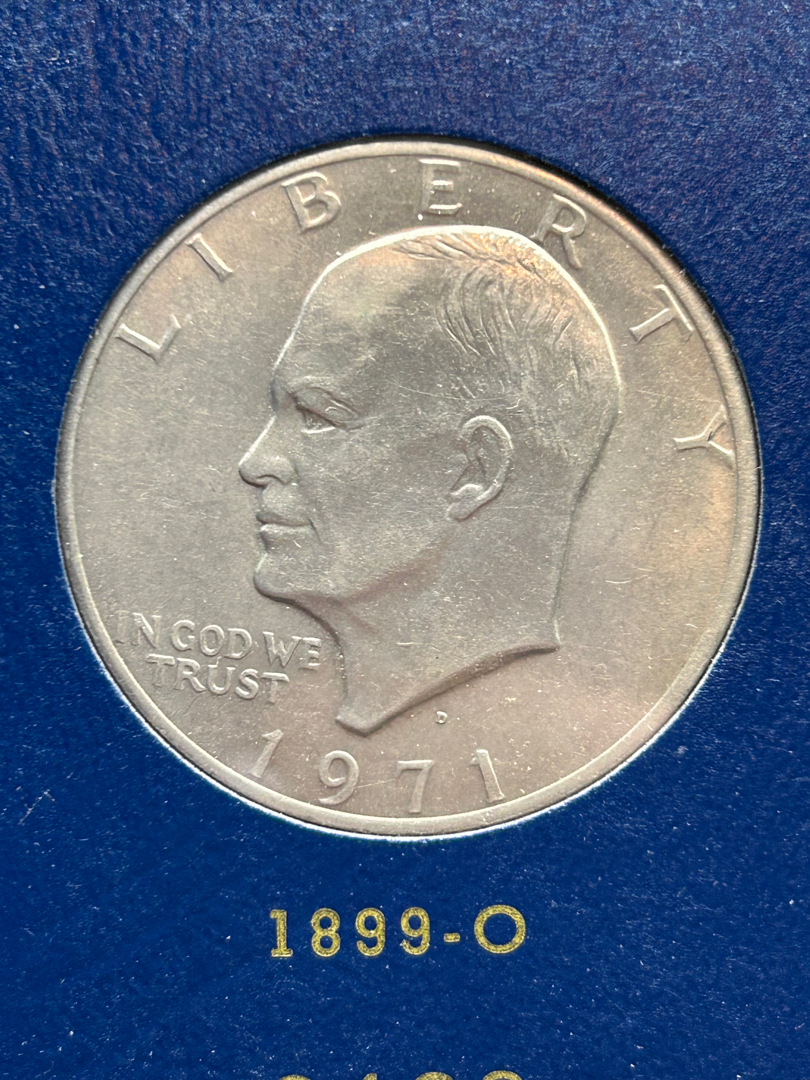 LIBERTY
IN GOD WE
TRUST
D
1971
1899-O